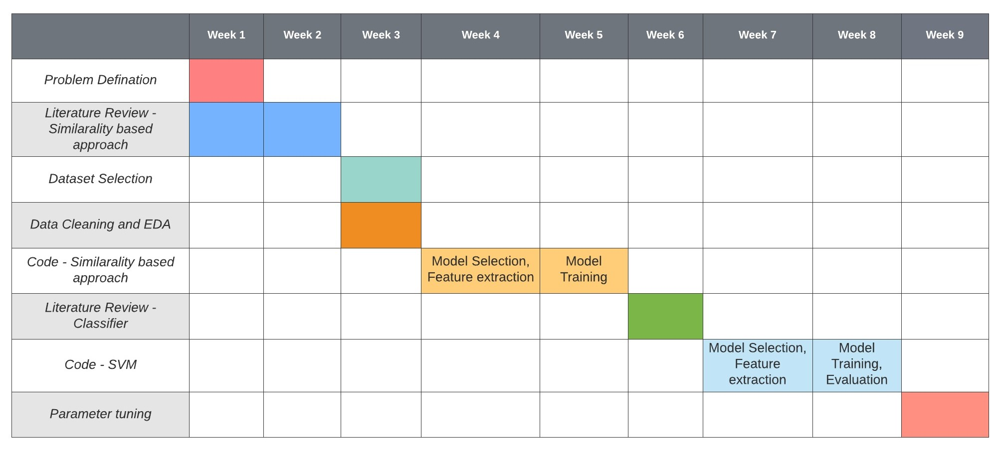 Week 1 Week 2 Week 3 Week 4 Week 5 Week 6 Week 7 Week 8 Week 9
Problem Defination
Literature Review -
Similarality based
approach
Dataset Selection
Data Cleaning and EDA
Code - Similarality based
approach
Model Selection,
Feature extraction
Model
Training
Literature Review -
Classifier
Code - SVM
Model Selection,
Feature
extraction
Model
Training,
Evaluation
Parameter tuning